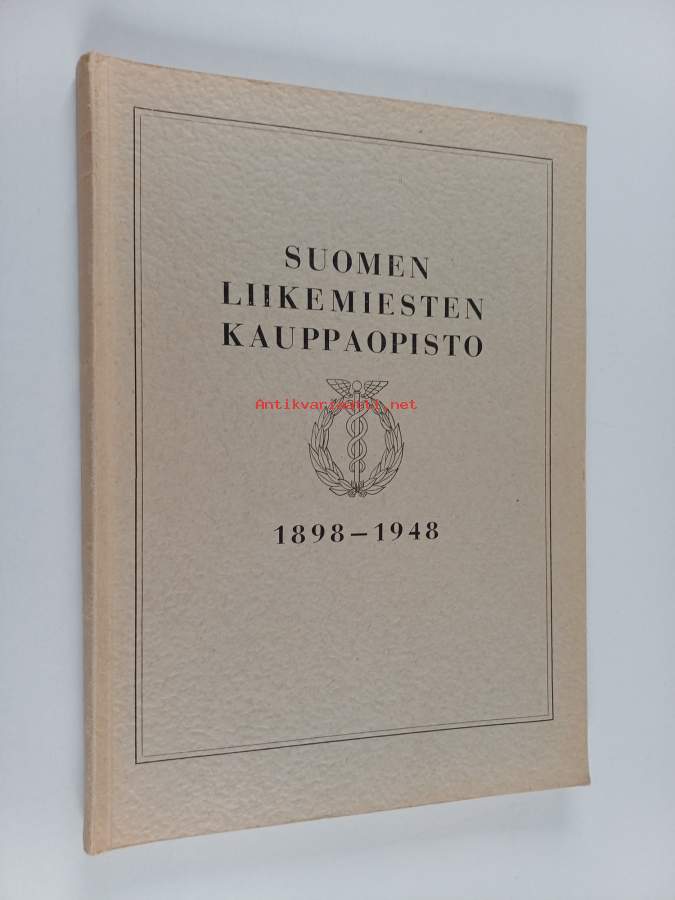 SUOMEN
LIIKEMIESTEN
KAUPPAOPISTO
Antikvariaatti.net
1898–1948